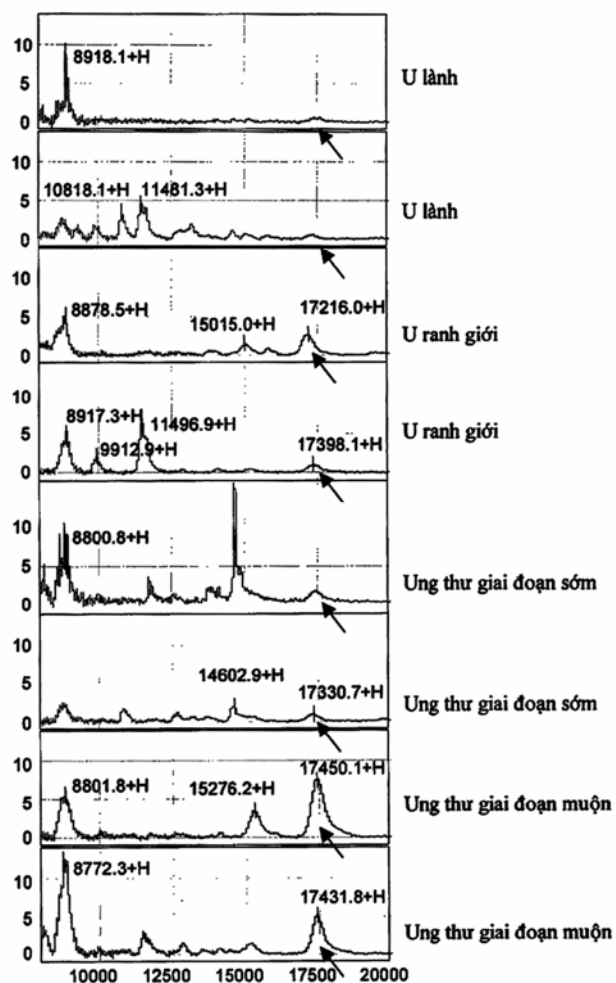 10
8918.1+H
5
0
U lành
10
10818.1+H 11481.3+H
5
0
U lành
10
8878.5+H
15015.0+H
17216.0+H
5
0
U ranh giới
10
8917.3+H
11496.9+H
5
9912.9+H
17398.1+H
0
U ranh giới
10
8800.8+H
5
0
Ung thư giai đoạn sớm
10
14602.9+H
5
17330.7+H
0
Ung thư giai đoạn sớm
10
17450.1+H
8801.8+H
15276.2+H
5
0
Ung thư giai đoạn muộn
10
8772.3+H
17431.8+H
5
0
Ung thư giai đoạn muộn
10000 12500 15000 17500 20000